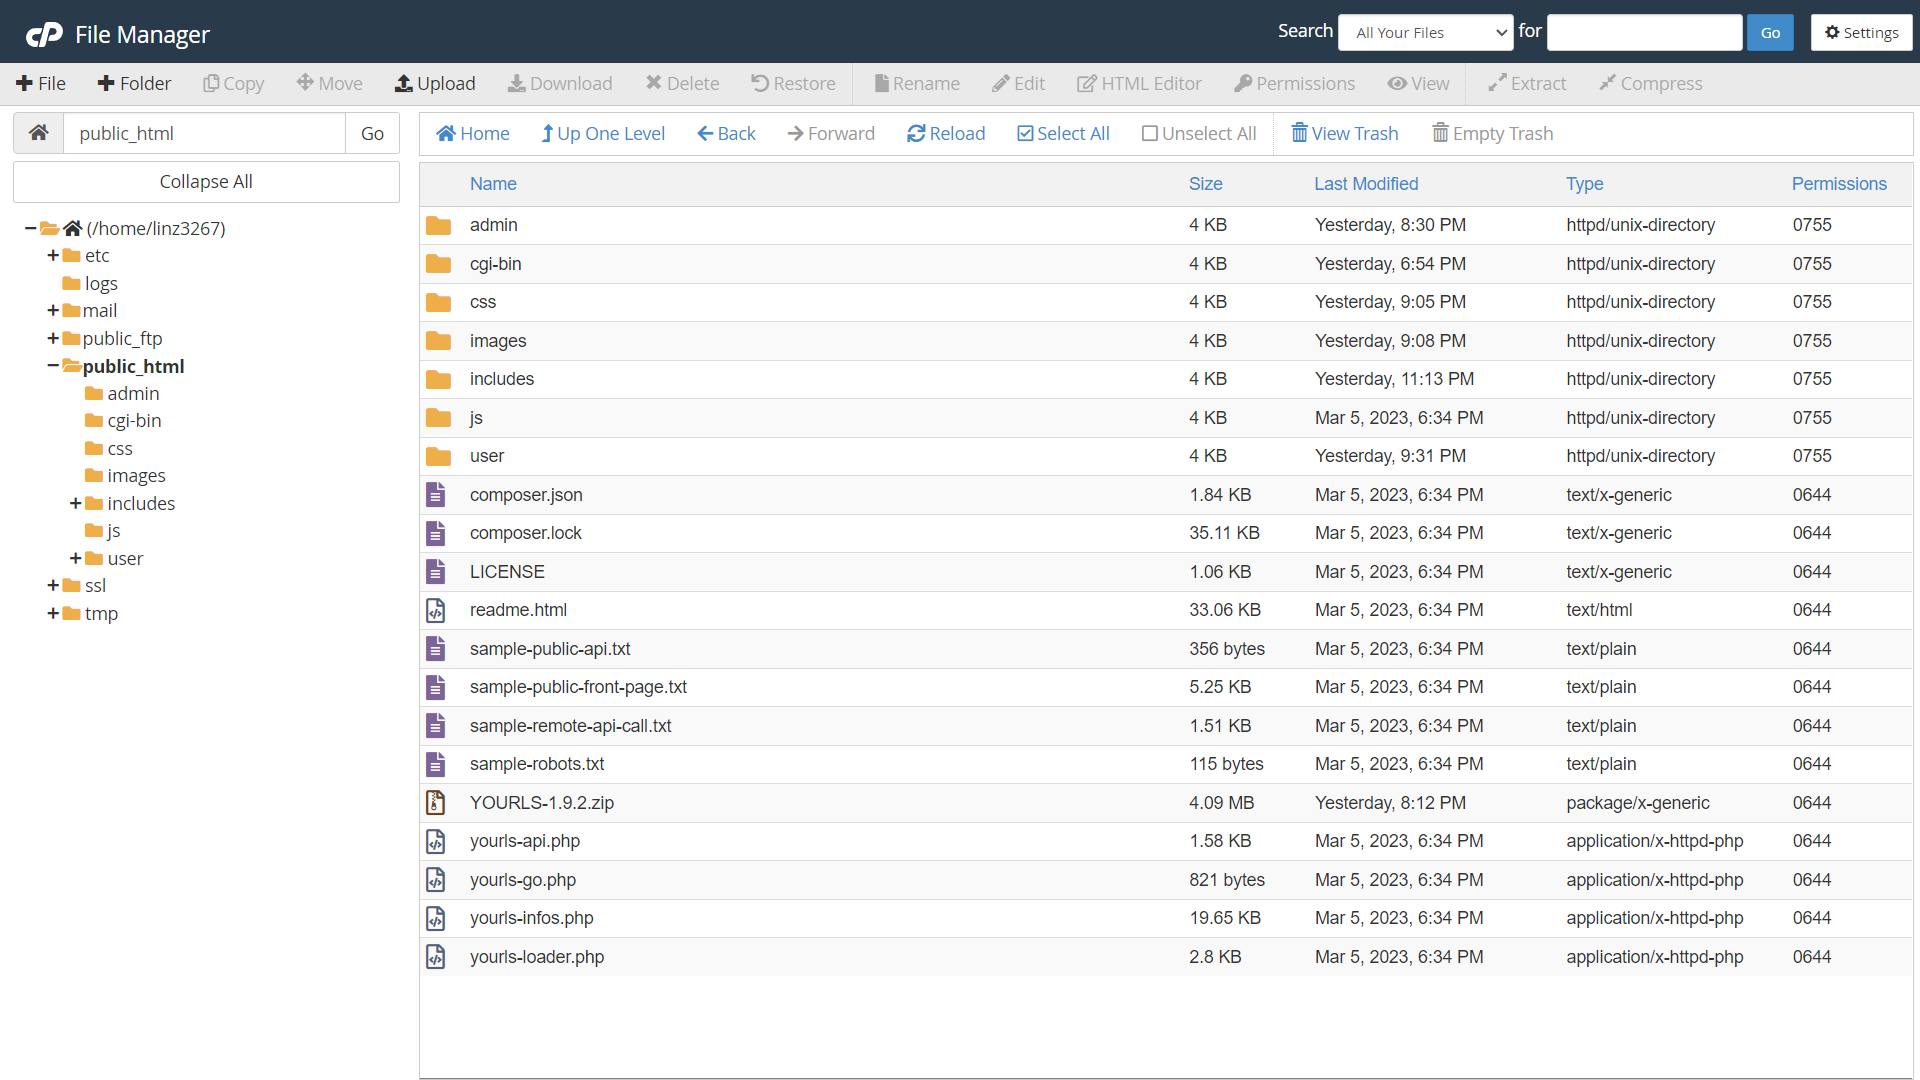 cP File Manager
Search All Your Files for Go Settings
File Folder Copy Move Upload Download Delete Restore Rename Edit HTML Editor Permissions View Extract Compress
public_html Go
Home Up One Level Back Forward Reload Select All Unselect All View Trash Empty Trash
Collapse All
(/home/linz3267)
etc
logs
mail
public_ftp
public_html
admin
cgi-bin
css
images
includes
js
user
ssl
tmp
Name Size Last Modified Type Permissions
admin 4 KB Yesterday, 8:30 PM httpd/unix-directory 0755
cgi-bin 4 KB Yesterday, 6:54 PM httpd/unix-directory 0755
css 4 KB Yesterday, 9:05 PM httpd/unix-directory 0755
images 4 KB Yesterday, 9:08 PM httpd/unix-directory 0755
includes 4 KB Yesterday, 11:13 PM httpd/unix-directory 0755
js 4 KB Mar 5, 2023, 6:34 PM httpd/unix-directory 0755
user 4 KB Yesterday, 9:31 PM httpd/unix-directory 0755
composer.json 1.84 KB Mar 5, 2023, 6:34 PM text/x-generic 0644
composer.lock 35.11 KB Mar 5, 2023, 6:34 PM text/x-generic 0644
LICENSE 1.06 KB Mar 5, 2023, 6:34 PM text/x-generic 0644
readme.html 33.06 KB Mar 5, 2023, 6:34 PM text/html 0644
sample-public-api.txt 356 bytes Mar 5, 2023, 6:34 PM text/plain 0644
sample-public-front-page.txt 5.25 KB Mar 5, 2023, 6:34 PM text/plain 0644
sample-remote-api-call.txt 1.51 KB Mar 5, 2023, 6:34 PM text/plain 0644
sample-robots.txt 115 bytes Mar 5, 2023, 6:34 PM text/plain 0644
YOURLS-1.9.2.zip 4.09 MB Yesterday, 8:12 PM package/x-generic 0644
yourls-api.php 1.58 KB Mar 5, 2023, 6:34 PM application/x-httpd-php 0644
yourls-go.php 821 bytes Mar 5, 2023, 6:34 PM application/x-httpd-php 0644
yourls-infos.php 19.65 KB Mar 5, 2023, 6:34 PM application/x-httpd-php 0644
yourls-loader.php 2.8 KB Mar 5, 2023, 6:34 PM application/x-httpd-php 0644